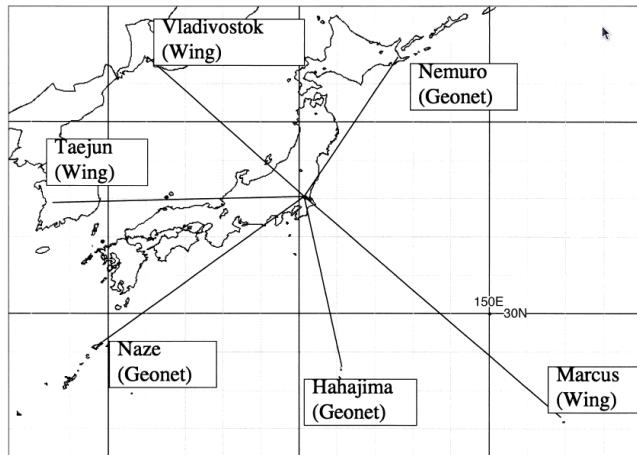 Vladivostok
(Wing)
Nemuro
(Geonet)
Taejun
(Wing)
150E
30N
Naze
(Geonet)
Hahajima
(Geonet)
Marcus
(Wing)